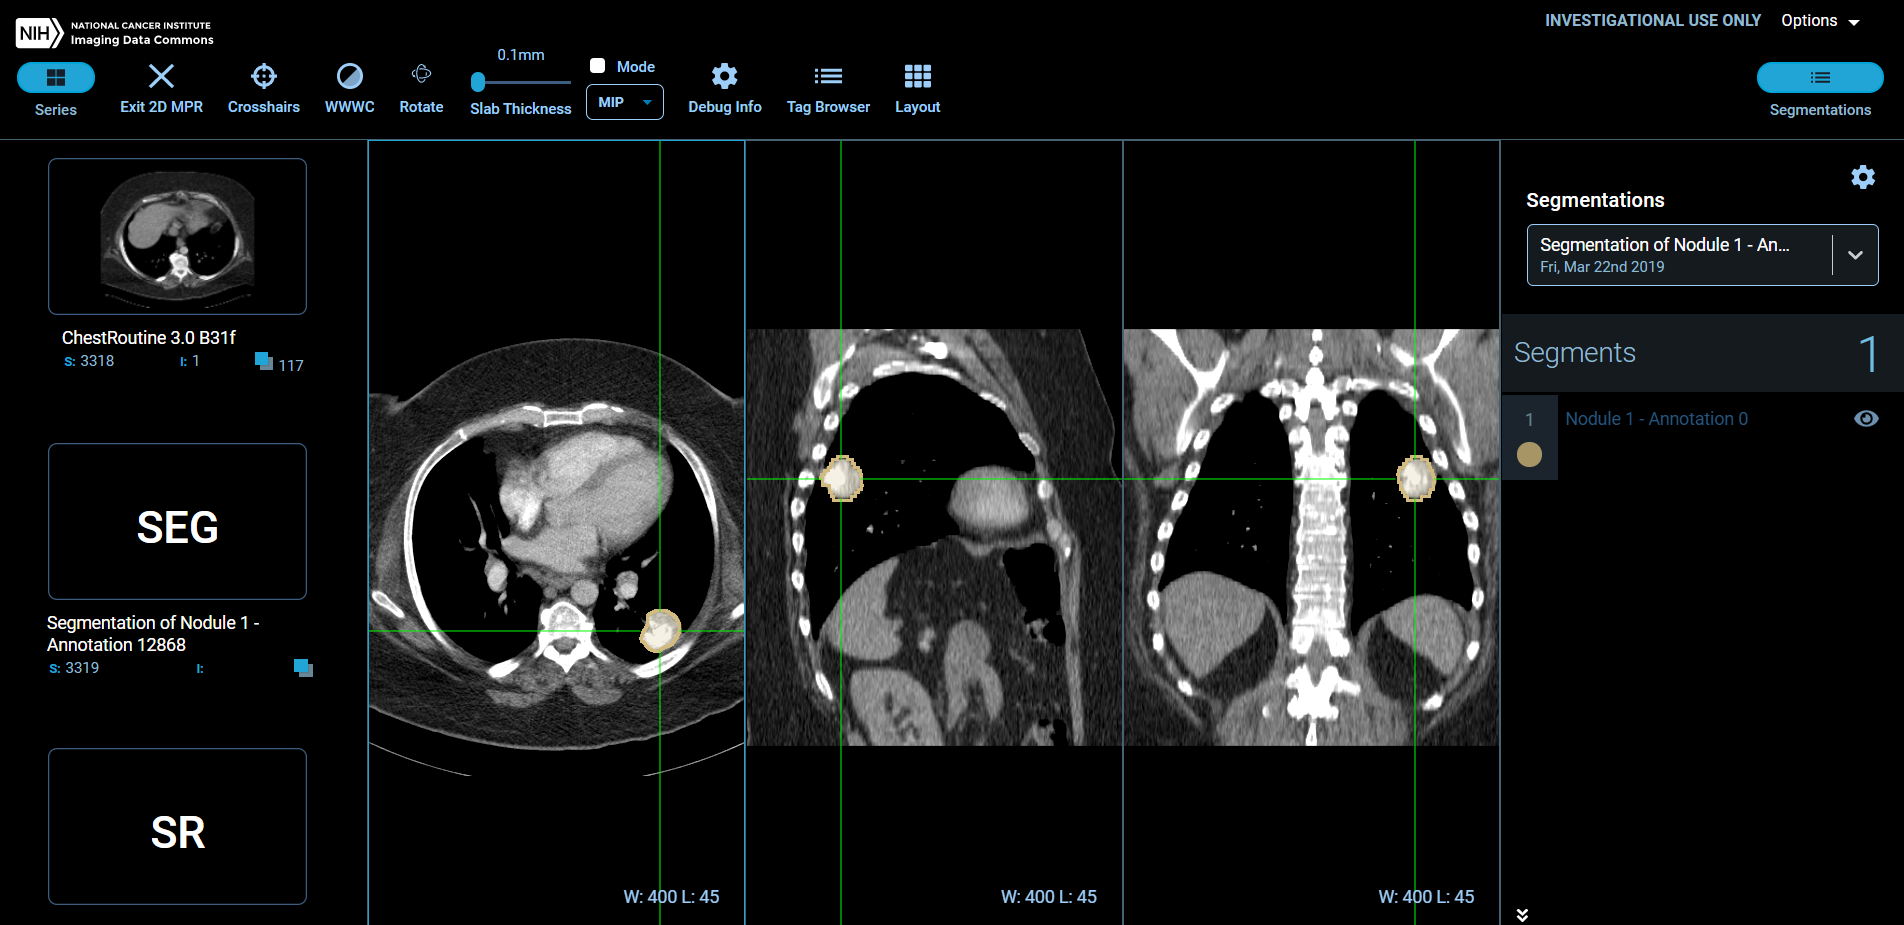 NIH
NATIONAL CANCER INSTITUTE
Imaging Data Commons
INVESTIGATIONAL USE ONLY
Options
Series
Exit 2D MPR
Crosshairs
WWWC
Rotate
0.1mm
Slab Thickness
Mode
MIP
Debug Info
Tag Browser
Layout
Segmentations
ChestRoutine 3.0 B31f
S: 3318 I: 1 117
SEG
Segmentation of Nodule 1 -
Annotation 12868
S: 3319 I:
SR
W: 400 L: 45
W: 400 L: 45
W: 400 L: 45
Segmentations
Segmentation of Nodule 1 - An...
Fri, Mar 22nd 2019
Segments 1
1 Nodule 1 - Annotation 0